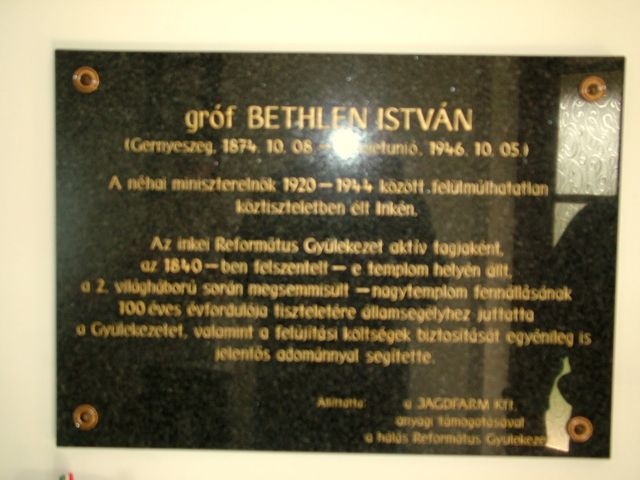 gróf BETHLEN ISTVÁN
(Gernyeszeg, 1874. 10. 08 – 1946. 10. 05.)
A néhai miniszterelnök 1920 – 1944 között felülmúlhatatlan
köztiszteletben élt Inkén.
Az inkei Református Gyülekezet aktív tagjaként,
az 1840 – ben felszentelt – e templom helyén állt,
a 2. világháború során megsemmisült – nagytemplom fennállásának
100 éves évfordulója tiszteletére államsegélyhez juttatta
a Gyülekezetet, valamint a felújítási költségek biztosítását egyénileg is
jelentős adománnyal segítette.
Állíttatta: a JAGDFARM Kft.
anyagi támogatásával
a hálás Református Gyülekeze